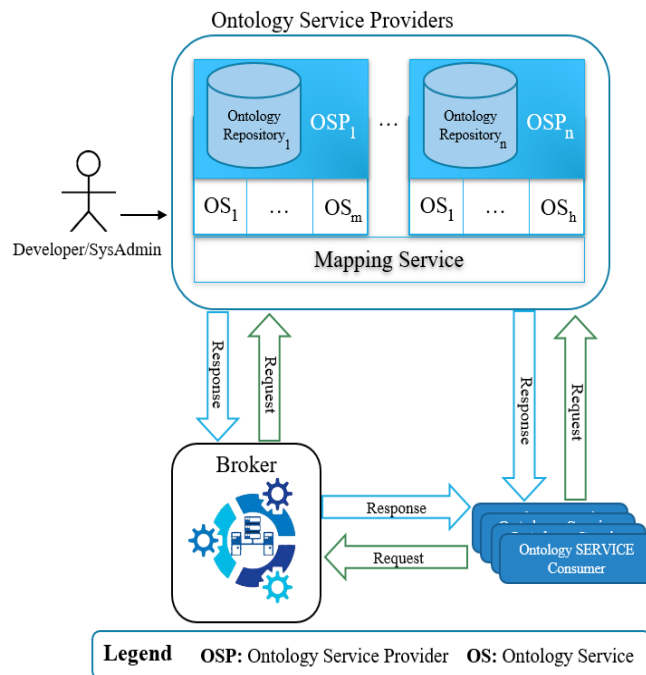 Ontology Service Providers
Ontology
Repository1
OSP1
...
Ontology
Repositoryn
OSPn
OS1
...
OSm
OS1
...
OSh
Mapping Service
Developer/SysAdmin
Response
Request
Response
Request
Broker
Response
Request
Ontology SERVICE
Consumer
Legend OSP: Ontology Service Provider OS: Ontology Service